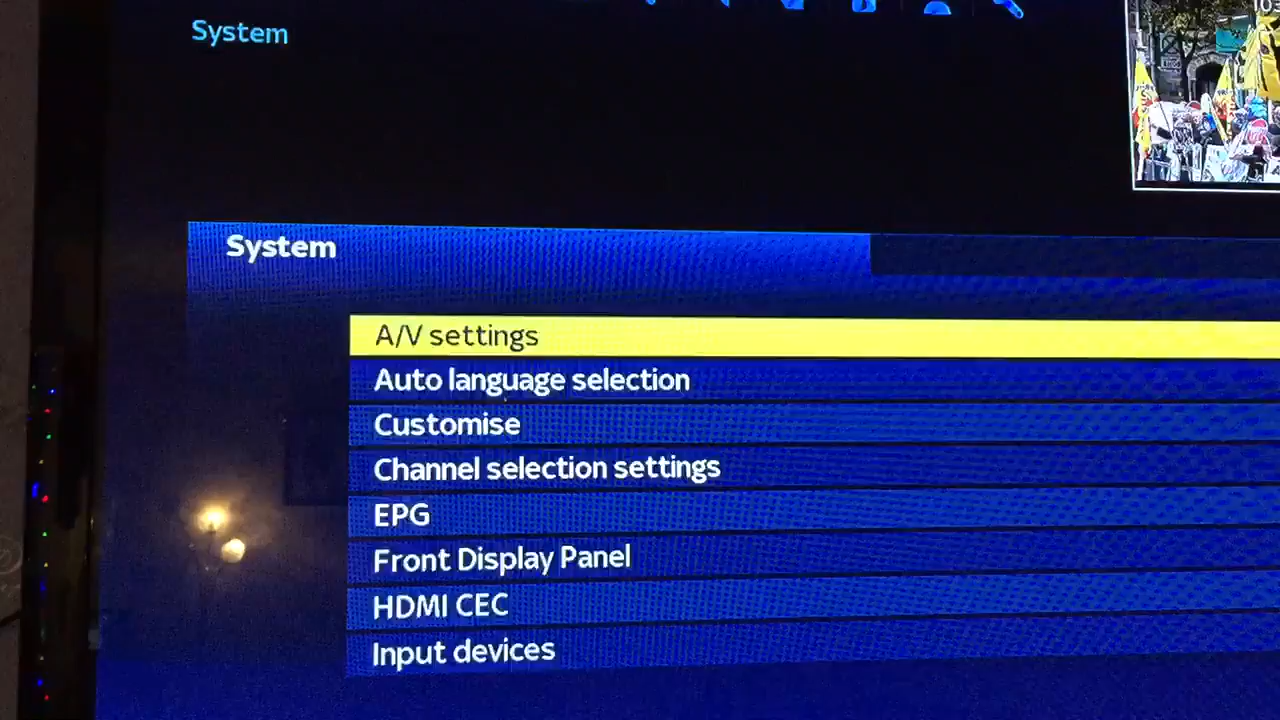 System
System
A/V settings
Auto language selection
Customise
Channel selection settings
EPG
Front Display Panel
HDMI CEC
Input devices